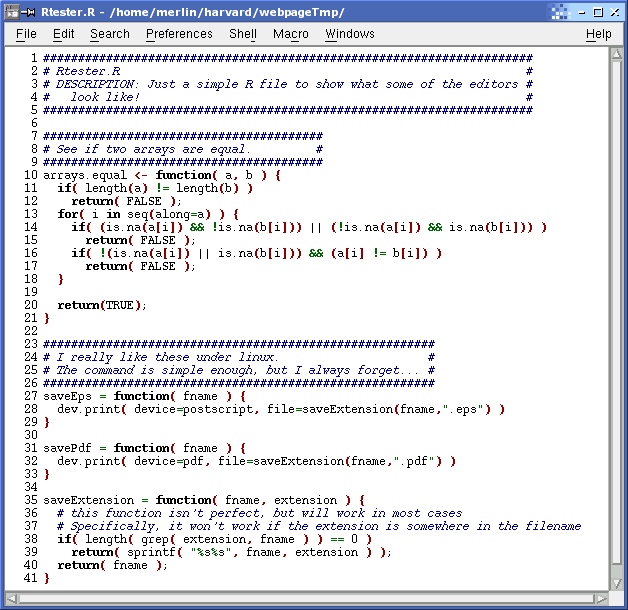 Rtester.R - /home/merlin/harvard/webpageTmp/
File Edit Search Preferences Shell Macro Windows Help
1 ######################################################################
2 # Rtester.R                                                          #
3 # DESCRIPTION: Just a simple R file to show what some of the editors #
4 #   look like!                                                       #
5 ######################################################################
6
7 ########################################
8 # See if two arrays are equal.         #
9 ########################################
10 arrays.equal <- function( a, b ) {
11   if( length(a) != length(b) )
12     return( FALSE );
13   for( i in seq(along=a) ) {
14     if( (is.na(a[i]) && !is.na(b[i])) || (!is.na(a[i]) && is.na(b[i])) )
15       return( FALSE );
16     if( !(is.na(a[i]) || is.na(b[i])) && (a[i] != b[i]) )
17       return( FALSE );
18   }
19
20   return(TRUE);
21 }
22
23 ########################################################
24 # I really like these under linux.                     #
25 # The command is simple enough, but I always forget... #
26 ########################################################
27 saveEps = function( fname ) {
28   dev.print( device=postscript, file=saveExtension(fname,".eps") )
29 }
30
31 savePdf = function( fname ) {
32   dev.print( device=pdf, file=saveExtension(fname,".pdf") )
33 }
34
35 saveExtension = function( fname, extension ) {
36   # this function isn't perfect, but will work in most cases
37   # Specifically, it won't work if the extension is somewhere in the filename
38   if( length( grep( extension, fname ) ) == 0 )
39     return( sprintf( "%s%s", fname, extension ) );
40   return( fname );
41 }